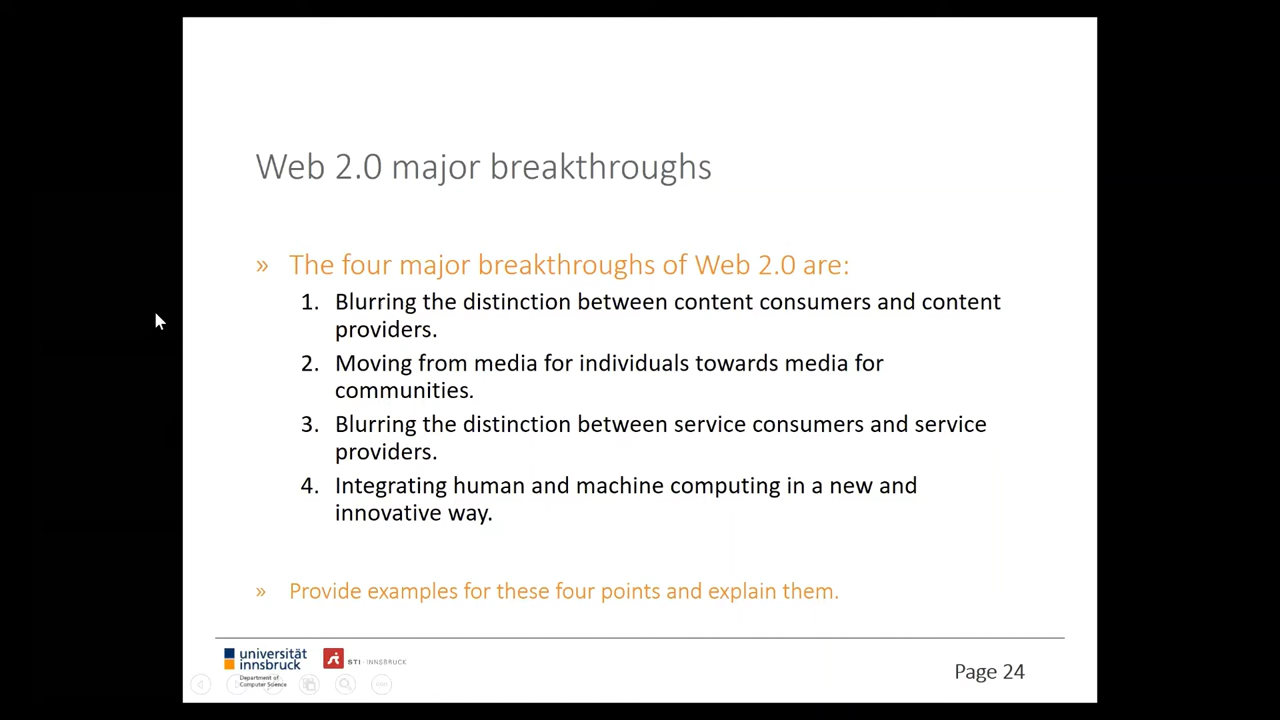 Web 2.0 major breakthroughs
» The four major breakthroughs of Web 2.0 are:
1. Blurring the distinction between content consumers and content
providers.
2. Moving from media for individuals towards media for
communities.
3. Blurring the distinction between service consumers and service
providers.
4. Integrating human and machine computing in a new and
innovative way.
» Provide examples for these four points and explain them.
universität
innsbruck
Department of
Computer Science
STI · INNSBRUCK
Page 24